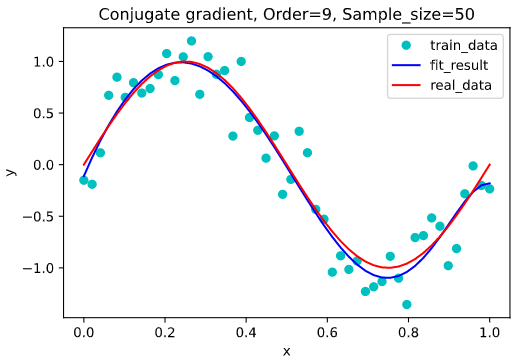 Conjugate gradient, Order=9, Sample_size=50
train_data
fit_result
real_data
1.0
0.5
0.0
−0.5
−1.0
y
0.0 0.2 0.4 0.6 0.8 1.0
x